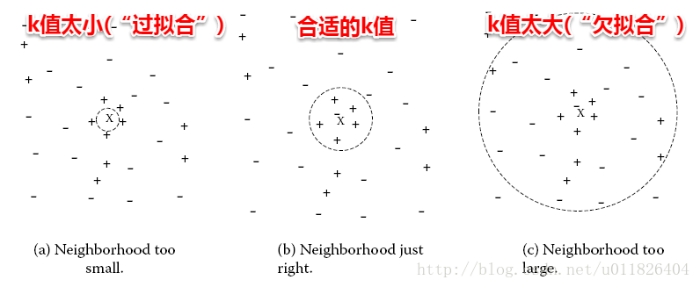 k值太小(“过拟合”)
合适的k值
k值太大(“欠拟合”)
X
X
X
(a) Neighborhood too
small.
(b) Neighborhood just
right.
(c) Neighborhood too
large.
http://blog.csdn.net/u011826404